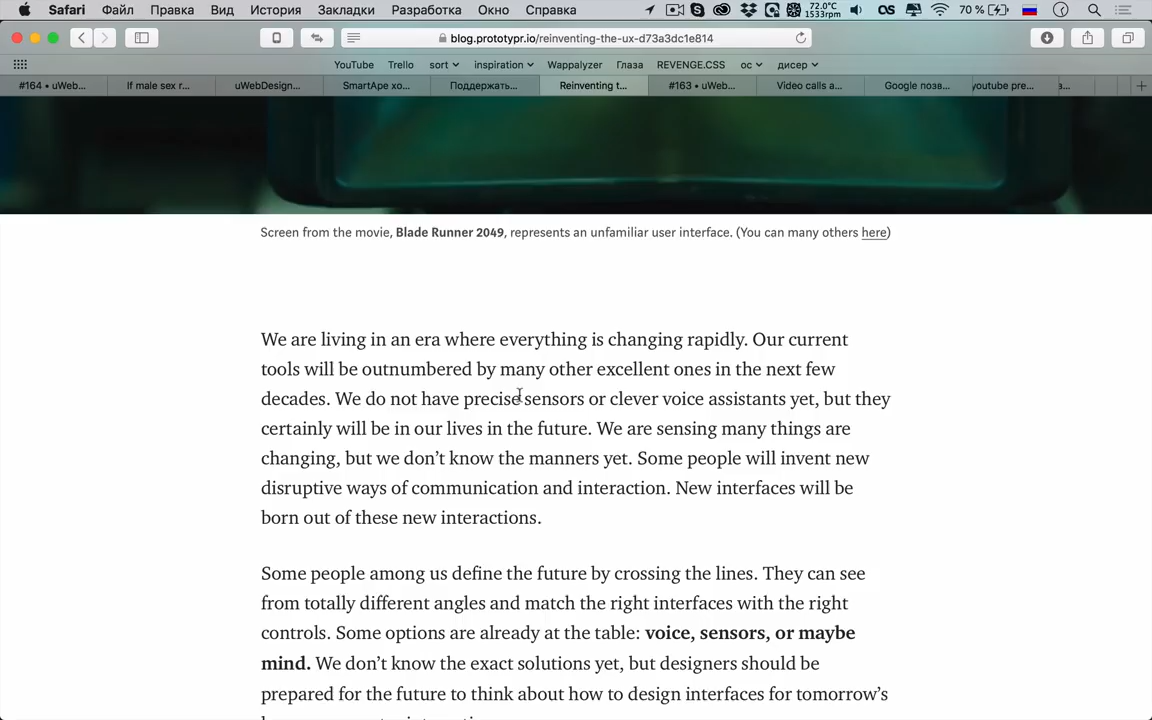 Safari Файл Правка Вид История Закладки Разработка Окно Справка 72.0°C 1533rpm OS 70 %
blog.prototypr.io/reinventing-the-ux-d73a3dc1e814
YouTube Trello sort inspiration Wappalyzer Глаза REVENGE.CSS ос дисер
#164 • uWeb... If male sex r... uWebDesign... SmartApe хо... Поддержать... Reinventing t... #163 • uWeb... Video calls a... Google позв... youtube pre... з...
Screen from the movie, Blade Runner 2049, represents an unfamiliar user interface. (You can many others here)
We are living in an era where everything is changing rapidly. Our current
tools will be outnumbered by many other excellent ones in the next few
decades. We do not have precise sensors or clever voice assistants yet, but they
certainly will be in our lives in the future. We are sensing many things are
changing, but we don’t know the manners yet. Some people will invent new
disruptive ways of communication and interaction. New interfaces will be
born out of these new interactions.
Some people among us define the future by crossing the lines. They can see
from totally different angles and match the right interfaces with the right
controls. Some options are already at the table: voice, sensors, or maybe
mind. We don’t know the exact solutions yet, but designers should be
prepared for the future to think about how to design interfaces for tomorrow’s